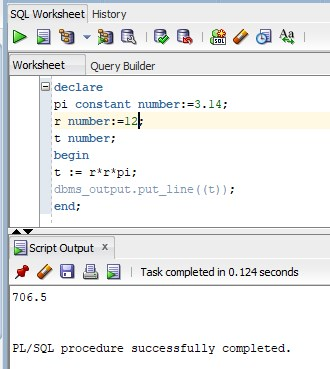 SQL Worksheet History
Worksheet Query Builder
declare
pi constant number:=3.14;
r number:=12;
t number;
begin
t := r*r*pi;
dbms_output.put_line((t));
end;
Script Output x
Task completed in 0.124 seconds
706.5
PL/SQL procedure successfully completed.